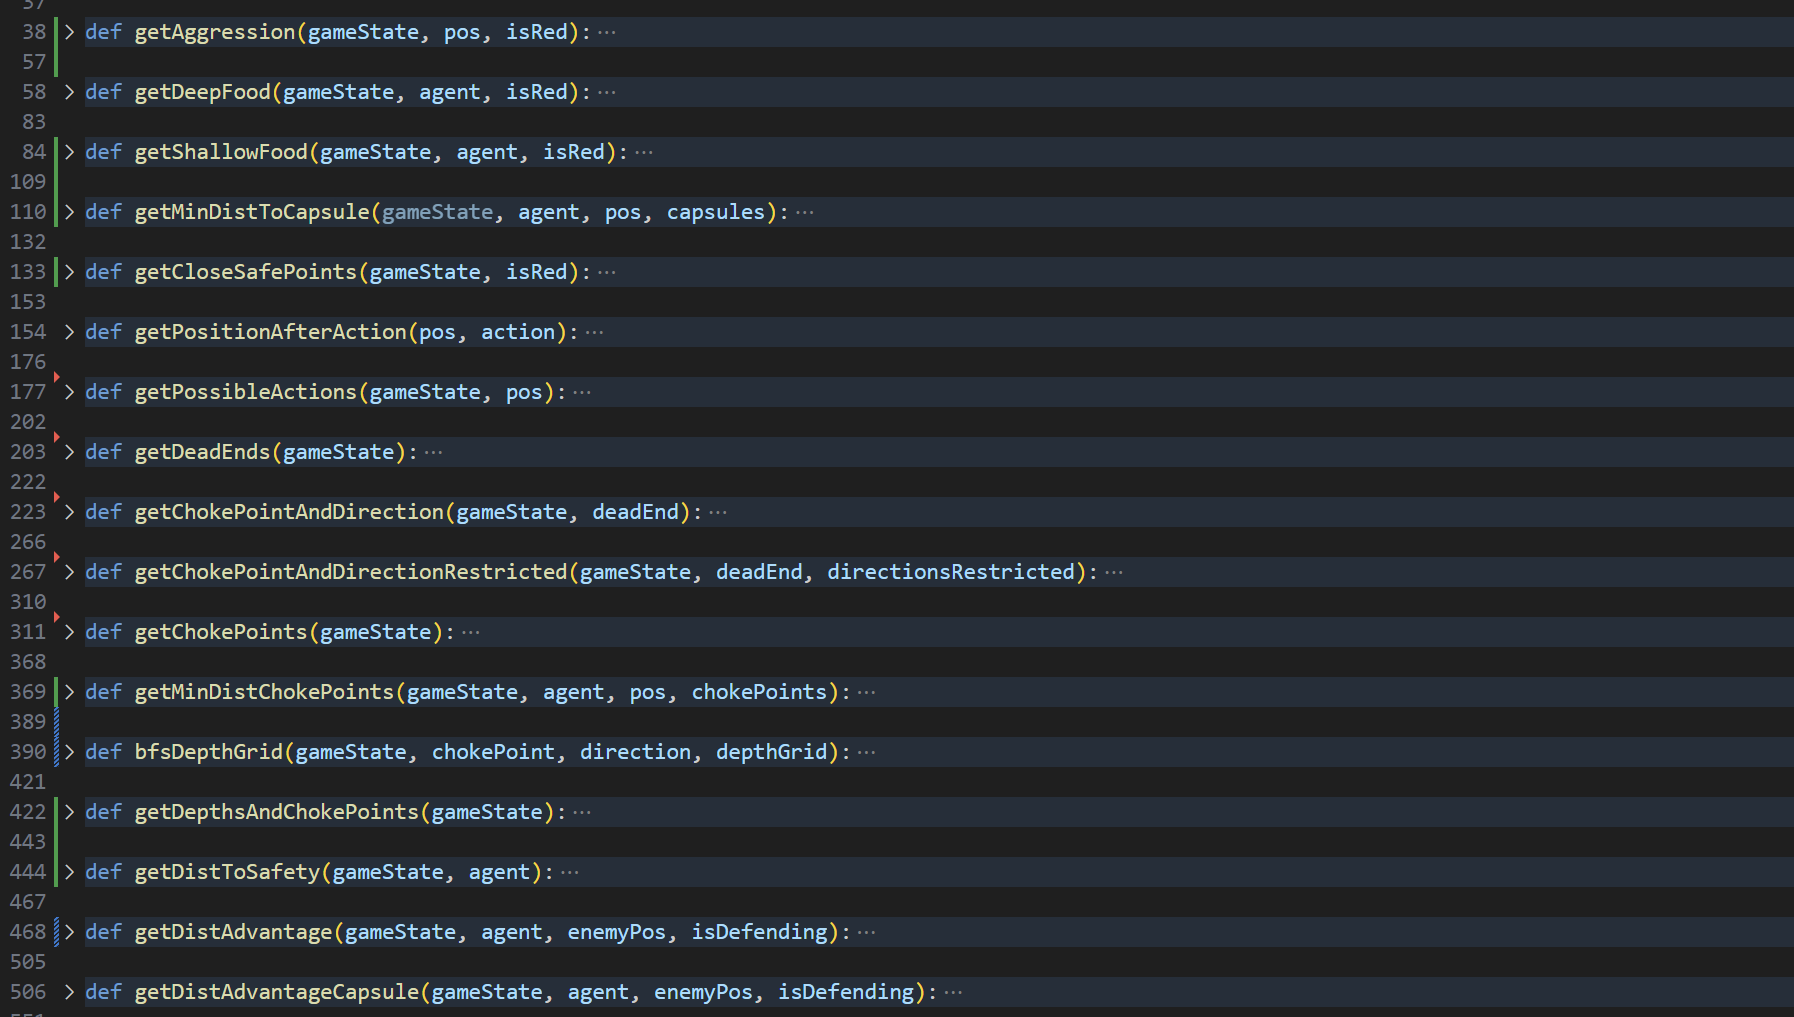 37
38 > def getAggression(gameState, pos, isRed):···
57
58 > def getDeepFood(gameState, agent, isRed):···
83
84 > def getShallowFood(gameState, agent, isRed):···
109
110 > def getMinDistToCapsule(gameState, agent, pos, capsules):···
132
133 > def getCloseSafePoints(gameState, isRed):···
153
154 > def getPositionAfterAction(pos, action):···
176
177 > def getPossibleActions(gameState, pos):···
202
203 > def getDeadEnds(gameState):···
222
223 > def getChokePointAndDirection(gameState, deadEnd):···
266
267 > def getChokePointAndDirectionRestricted(gameState, deadEnd, directionsRestricted):···
310
311 > def getChokePoints(gameState):···
368
369 > def getMinDistChokePoints(gameState, agent, pos, chokePoints):···
389
390 > def bfsDepthGrid(gameState, chokePoint, direction, depthGrid):···
421
422 > def getDepthsAndChokePoints(gameState):···
443
444 > def getDistToSafety(gameState, agent):···
467
468 > def getDistAdvantage(gameState, agent, enemyPos, isDefending):···
505
506 > def getDistAdvantageCapsule(gameState, agent, enemyPos, isDefending):···